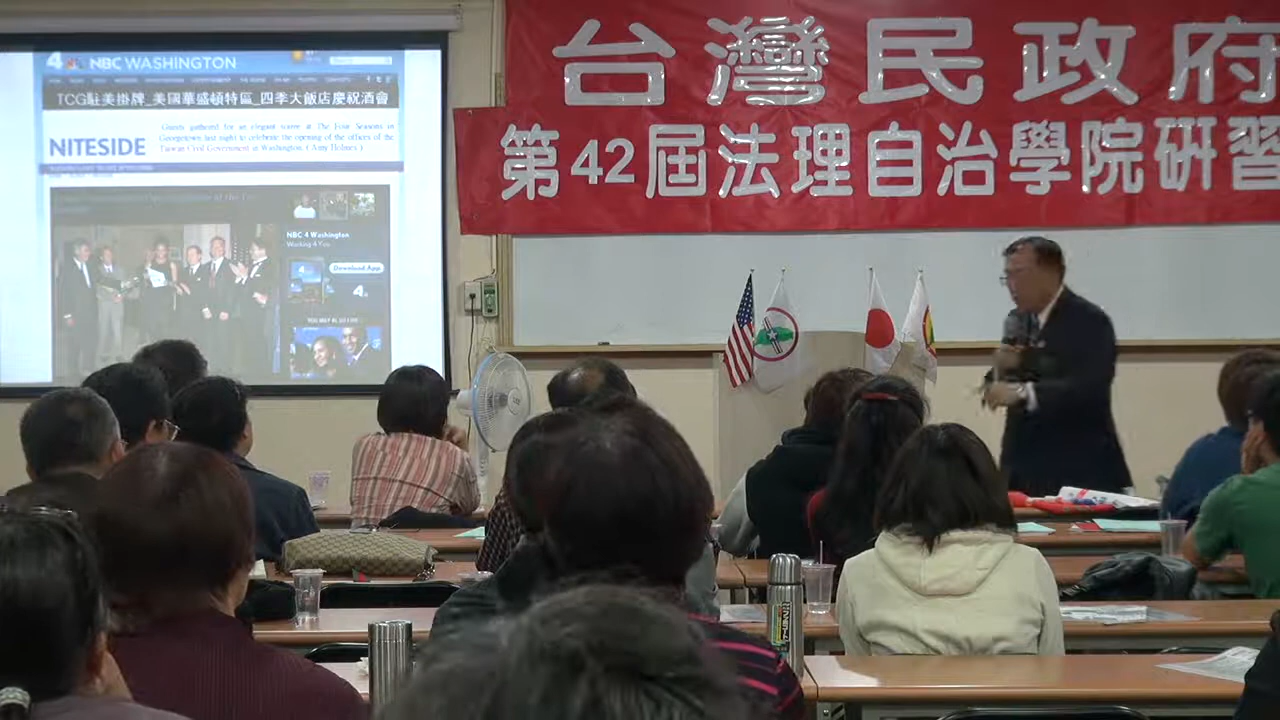 4 NBC WASHINGTON
TCG駐美掛牌_美國華盛頓特區_四季大飯店慶祝酒會
NITESIDE
Guests gathered for an elegant soiree at The Four Seasons in
Georgetown last night to celebrate the opening of the offices of the
Taiwan Civil Government in Washington. ( Amy Holmes )
NBC 4 Washington
Working 4 You
Download App
4
台灣民政府
第42屆法理自治學院研習